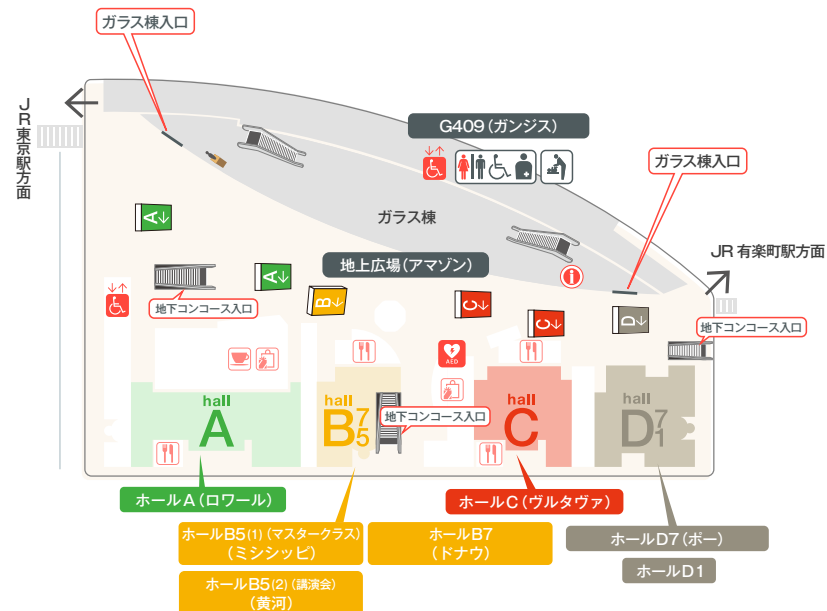 ガラス棟入口
JR東京駅方面
G409(ガンジス)
ガラス棟入口
ガラス棟
JR 有楽町駅方面
地上広場(アマゾン)
A↓
A↓
B↓
C↓
C↓
D↓
i
地下コンコース入口
地下コンコース入口
AED
hall
A
hall
B7
5
地下コンコース入口
hall
C
hall
D7
1
ホールA(ロワール)
ホールC(ヴルタヴァ)
ホールB5(1)(マスタークラス)
(ミシシッピ)
ホールB7
(ドナウ)
ホールD7(ポー)
ホールD1
ホールB5(2)(講演会)
(黄河)